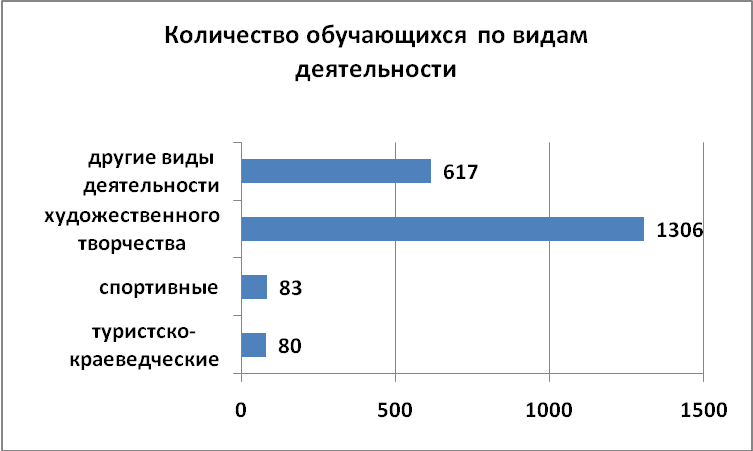 Количество обучающихся по видам
деятельности
другие виды
деятельности
617
художественного
творчества
1306
спортивные
83
туристско-
краеведческие
80
0
500
1000
1500